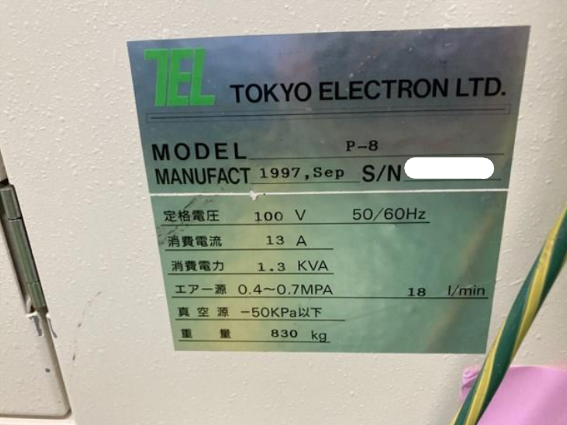 TEL TOKYO ELECTRON LTD.
MODEL P-8
MANUFACT 1997,Sep S/N
定格電圧 100 V 50/60Hz
消費電流 13 A
消費電力 1.3 KVA
エアー源 0.4〜0.7MPA 18 l/min
真空源 -50KPa以下
重量 830 kg